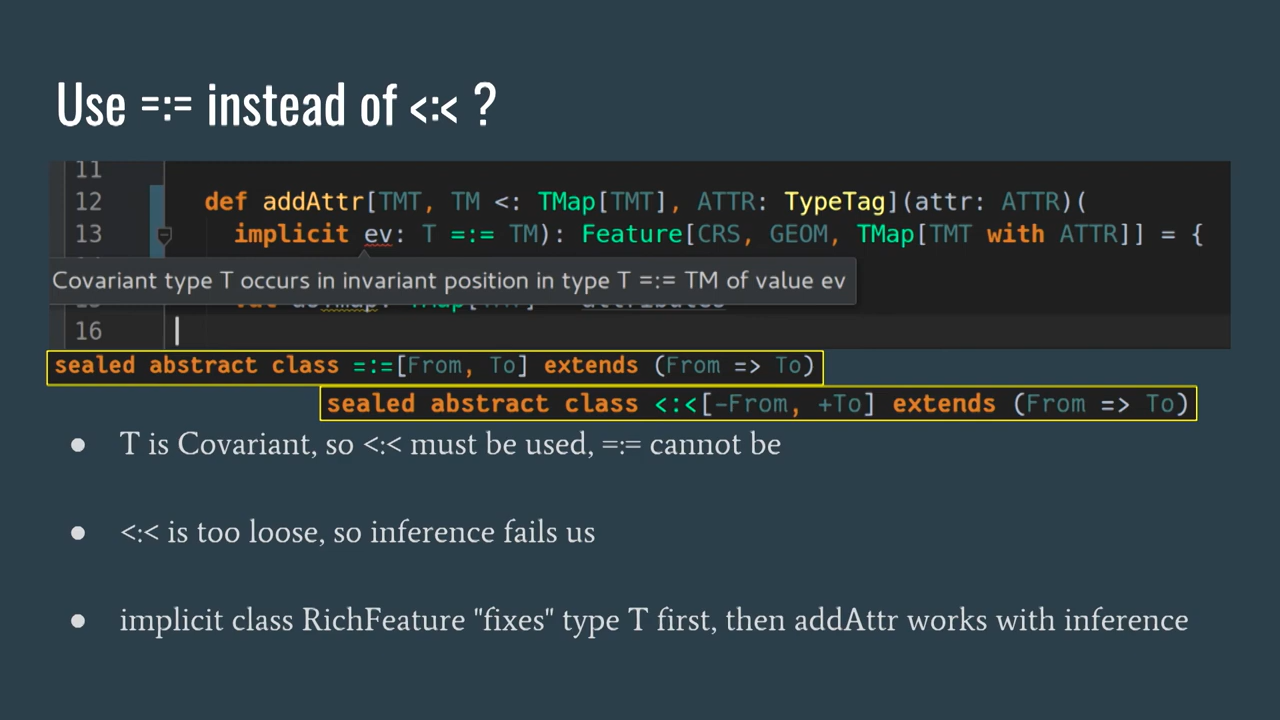 Use =:= instead of <:< ?
11
12 def addAttr[TMT, TM <: TMap[TMT], ATTR: TypeTag](attr: ATTR)(
13 implicit ev: T =:= TM): Feature[CRS, GEOM, TMap[TMT with ATTR]] = {
Covariant type T occurs in invariant position in type T =:= TM of value ev
16
sealed abstract class =:=[From, To] extends (From => To)
sealed abstract class <:<[-From, +To] extends (From => To)
● T is Covariant, so <:< must be used, =:= cannot be
● <:< is too loose, so inference fails us
● implicit class RichFeature "fixes" type T first, then addAttr works with inference